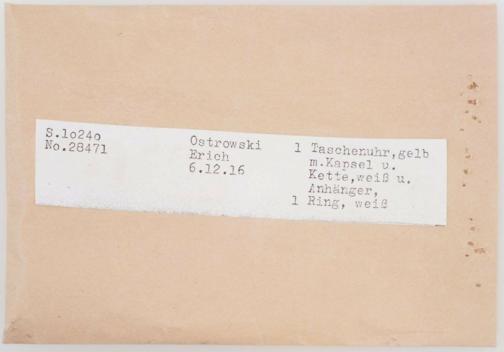 S.1o24o
No.28471
Ostrowski
Erich
6.12.16
1 Taschenuhr,gelb
m.Kapsel u.
Kette,weiß u.
Anhänger,
1 Ring, weiß